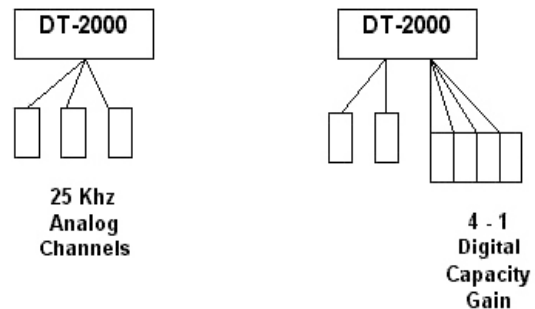 DT-2000
25 Khz
Analog
Channels
DT-2000
4 - 1
Digital
Capacity
Gain